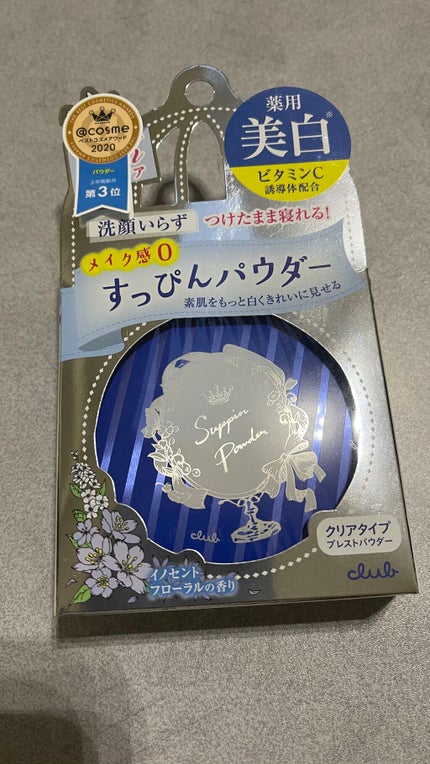 @cosme
ベストコスメアワード
2020
パウダー
上半期新作
第3位
薬用
美白※
ビタミンC
誘導体配合
洗顔いらず
つけたまま寝れる!
メイク感0
すっぴんパウダー
素肌をもっと白くきれいに見せる
Suppin
Powder
club
クリアタイプ
プレストパウダー
club
イノセント
フローラルの香り